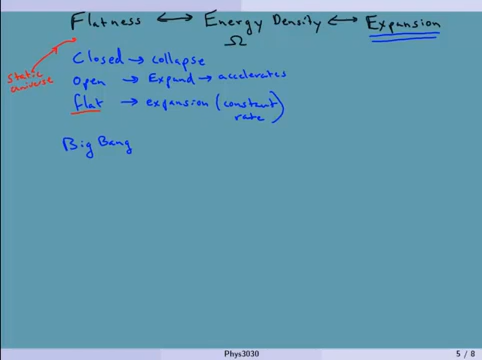 Flatness ↔ Energy Density ↔ Expansion
Ω
static universe
Closed → collapse
Open → Expand → accelerates
flat → expansion (constant rate)
Big Bang
Phys3030
5 / 8